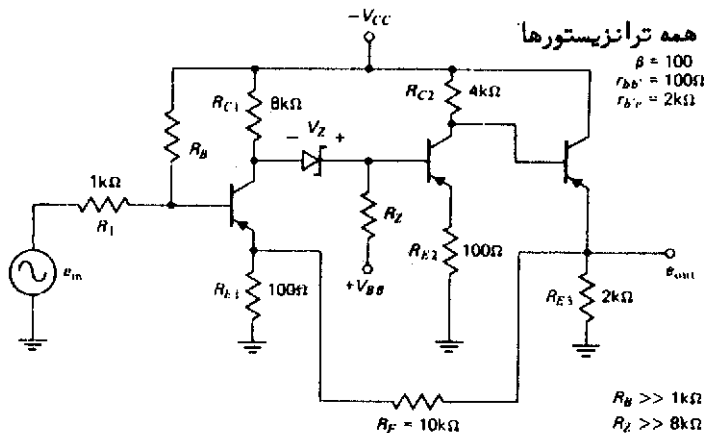 همه ترانزیستورها
β = 100
r_bb' = 100Ω
r_b'e = 2kΩ
−V_CC
R_C1
8kΩ
R_C2
4kΩ
− V_Z +
R_B
1kΩ
R_1
R_Z
e_in
R_E1
100Ω
+V_BB
R_E2
100Ω
e_out
R_E3
2kΩ
R_F = 10kΩ
R_B >> 1kΩ
R_Z >> 8kΩ